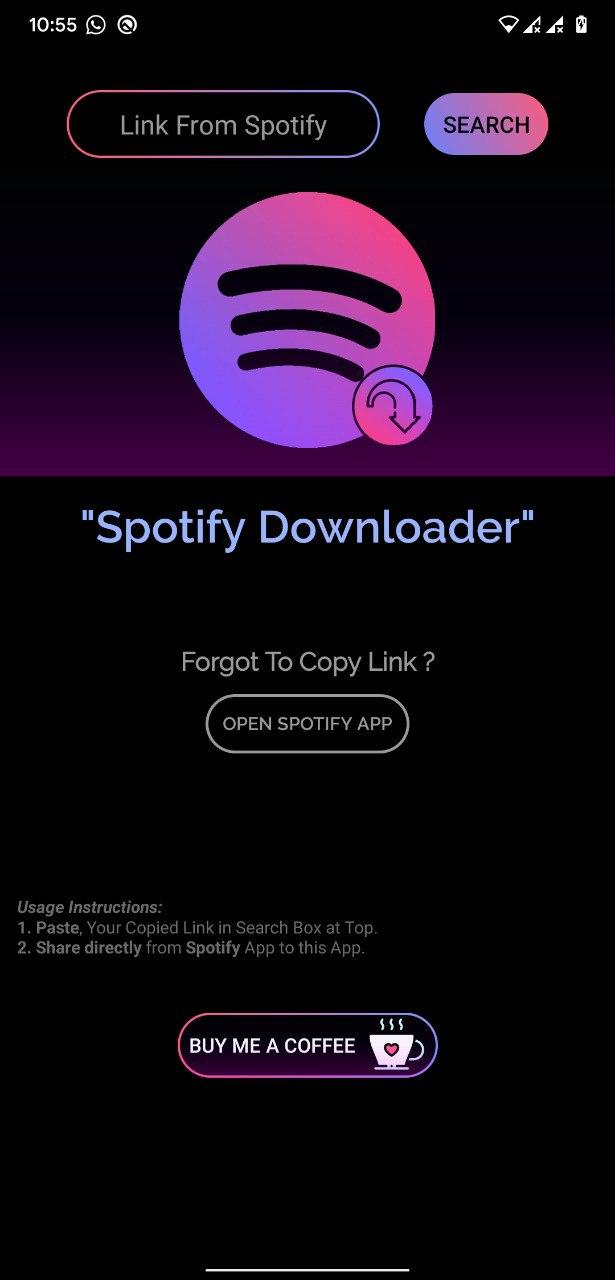 10:55
Link From Spotify
SEARCH
"Spotify Downloader"
Forgot To Copy Link ?
OPEN SPOTIFY APP
Usage Instructions:
1. Paste, Your Copied Link in Search Box at Top.
2. Share directly from Spotify App to this App.
BUY ME A COFFEE